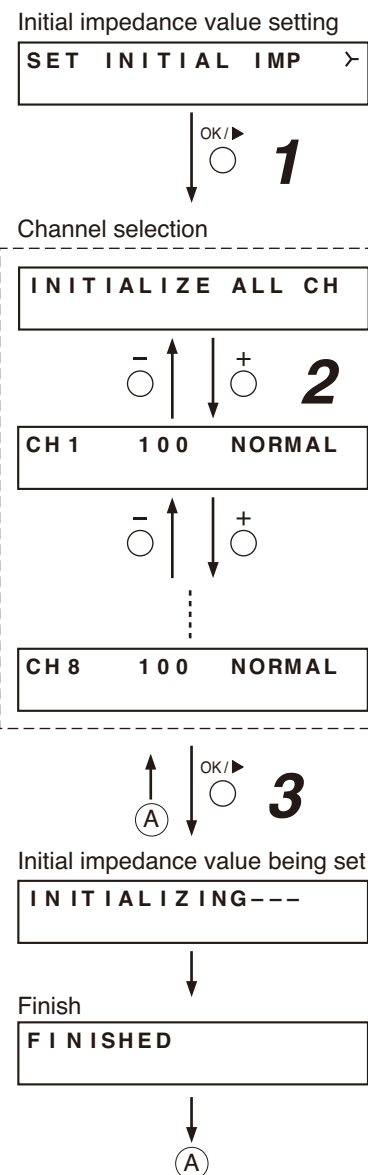 Initial impedance value setting
SET INITIAL IMP
OK/▶
1
Channel selection
INITIALIZE ALL CH
− +
2
CH1 100 NORMAL
− +
CH8 100 NORMAL
OK/▶
3
A
Initial impedance value being set
INITIALIZING---
Finish
FINISHED
A